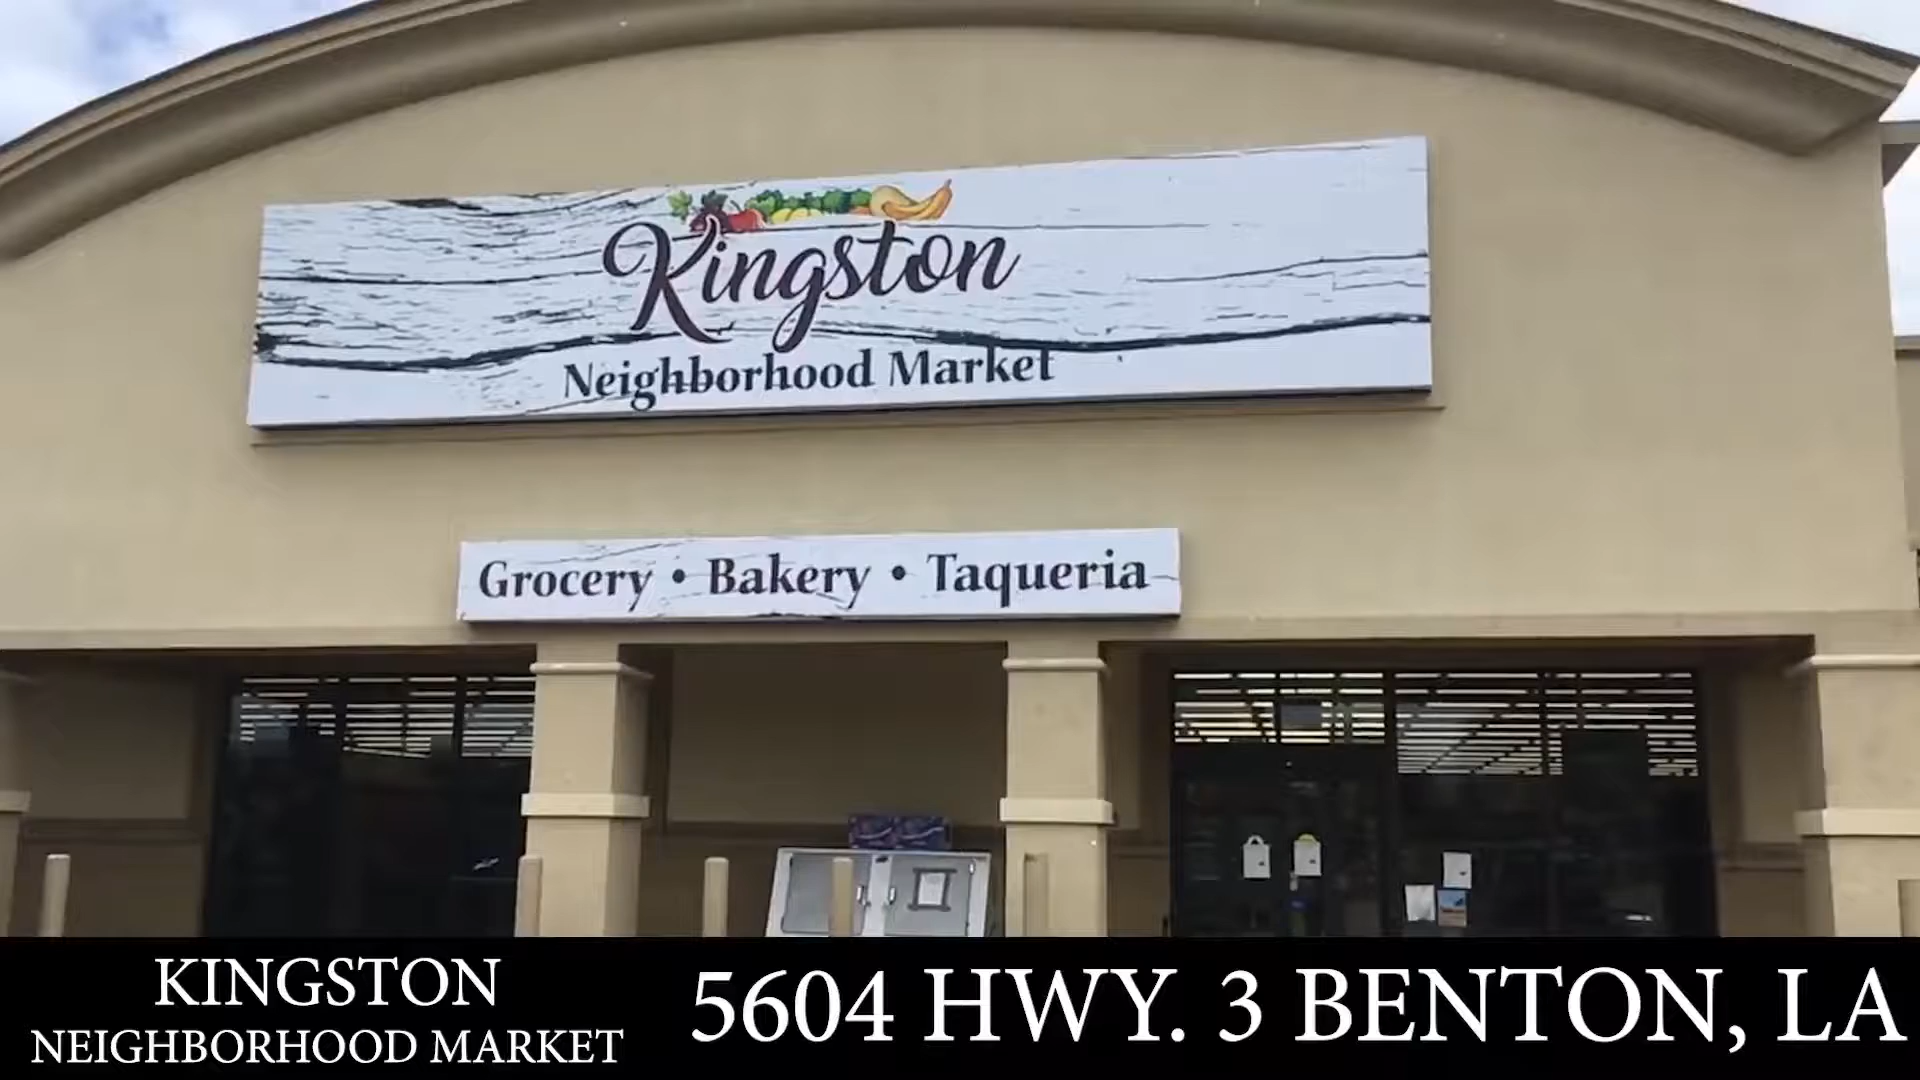 Kingston
Neighborhood Market
Grocery • Bakery • Taqueria
KINGSTON
NEIGHBORHOOD MARKET
5604 HWY. 3 BENTON, LA